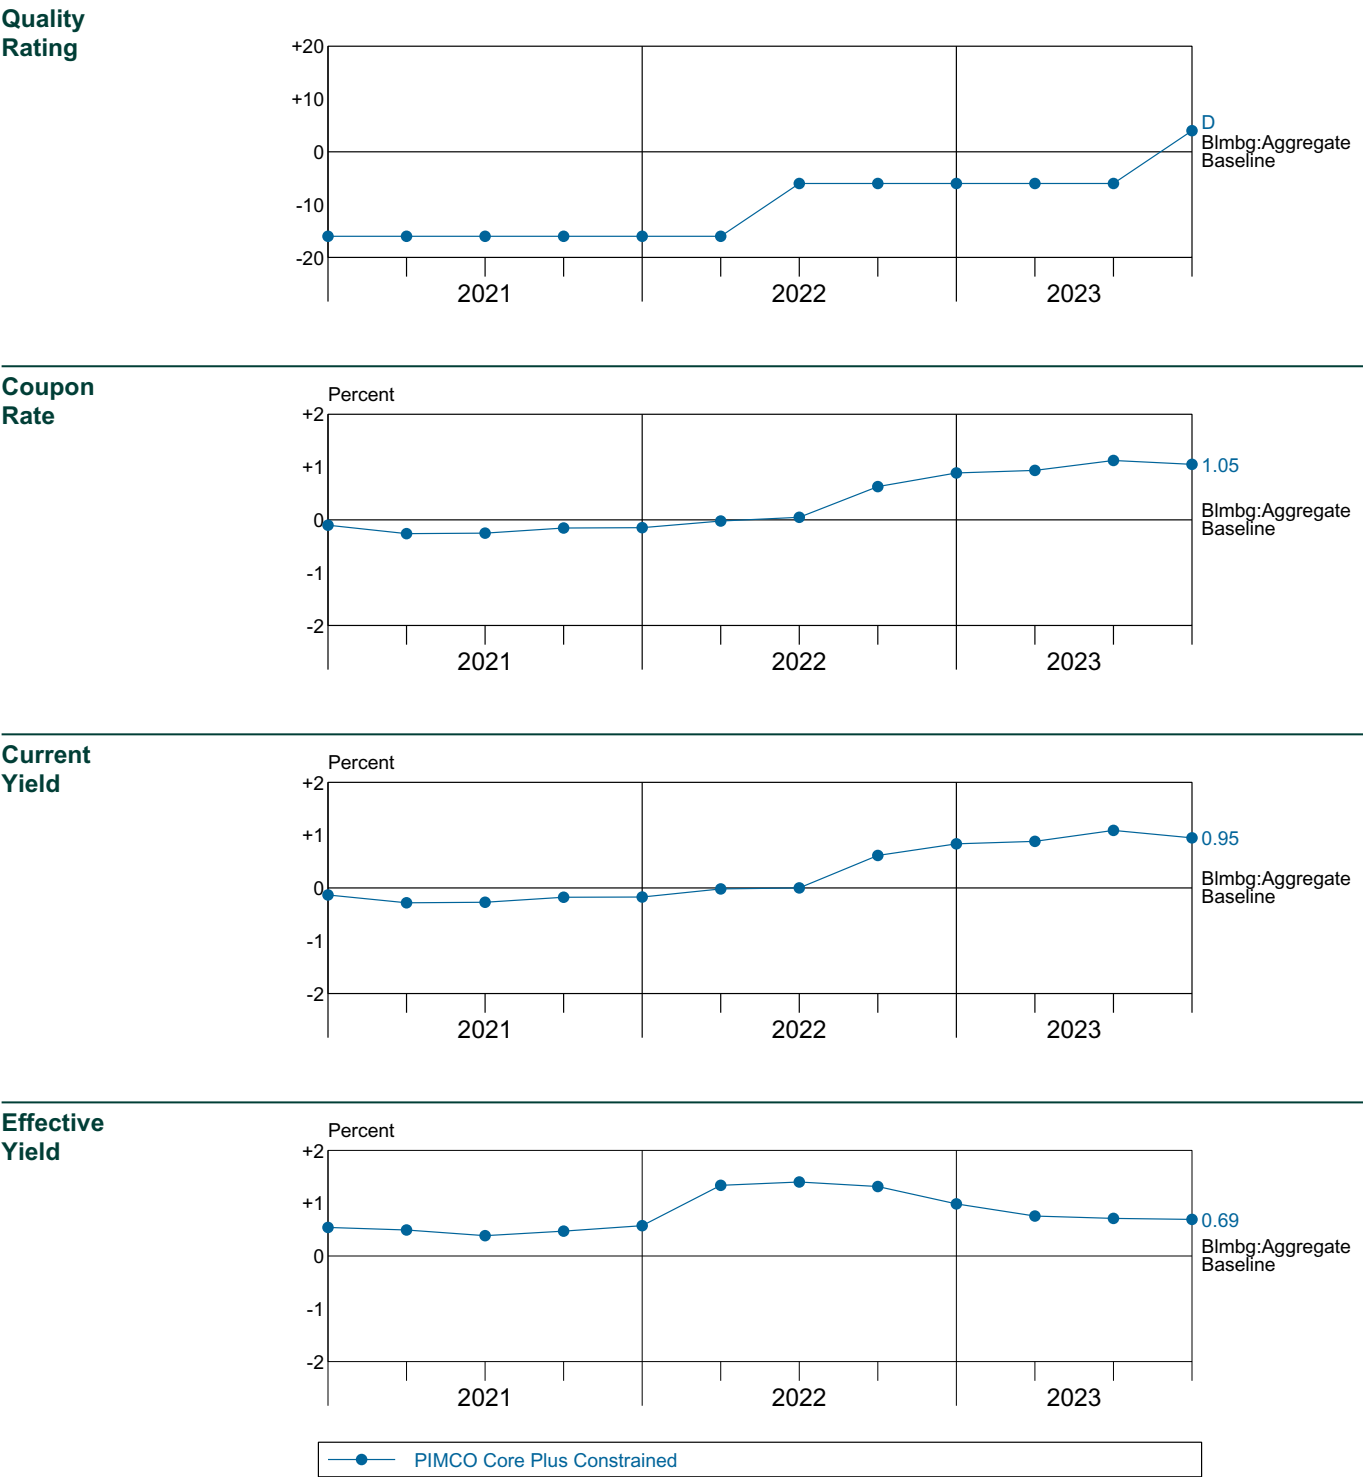 Quality
Rating
+20
+10
0
-10
-20
D
Blmbg:Aggregate
Baseline
2021
2022
2023
Coupon
Rate
Percent
+2
+1
0
-1
-2
1.05
Blmbg:Aggregate
Baseline
2021
2022
2023
Current
Yield
Percent
+2
+1
0
-1
-2
0.95
Blmbg:Aggregate
Baseline
2021
2022
2023
Effective
Yield
Percent
+2
+1
0
-1
-2
0.69
Blmbg:Aggregate
Baseline
2021
2022
2023
PIMCO Core Plus Constrained